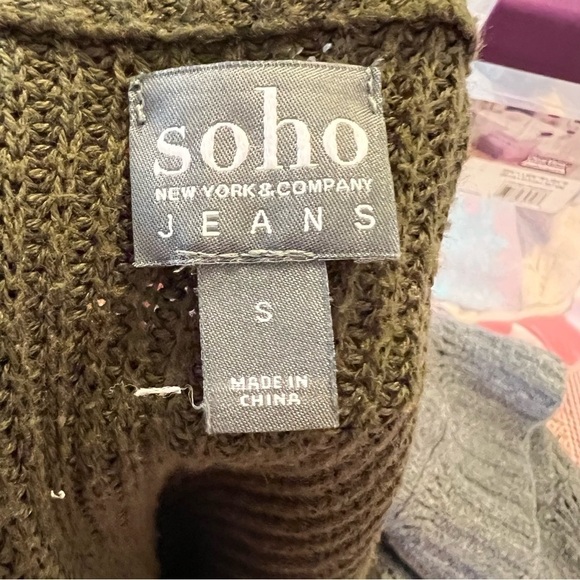 soho
NEW YORK & COMPANY
JEANS
S
MADE IN
CHINA